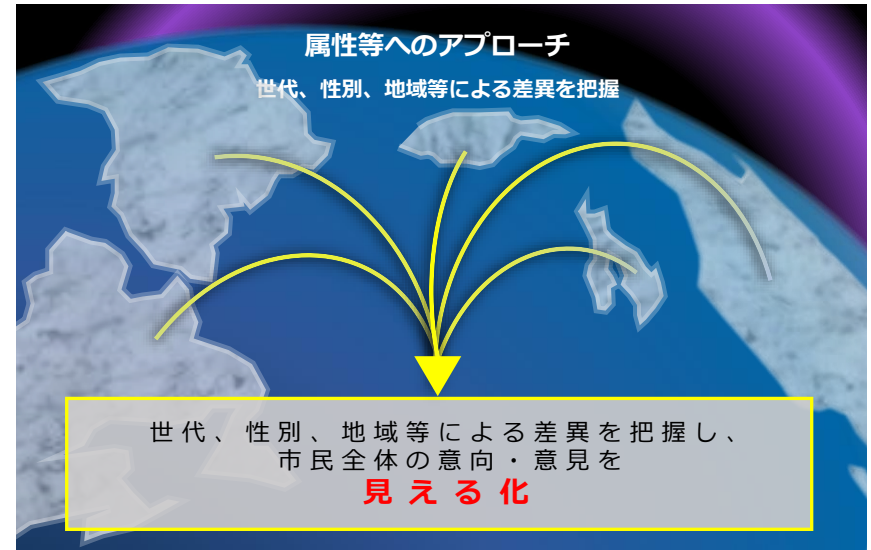 属性等へのアプローチ
世代、性別、地域等による差異を把握
世代、性別、地域等による差異を把握し、
市民全体の意向・意見を
見える化